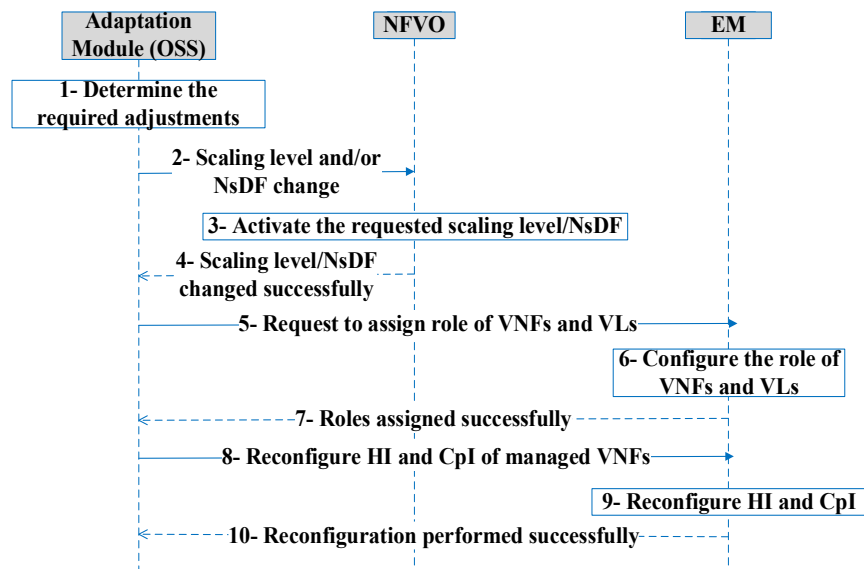 Adaptation
Module (OSS)
NFVO
EM
1- Determine the
required adjustments
2- Scaling level and/or
NsDF change
3- Activate the requested scaling level/NsDF
4- Scaling level/NsDF
changed successfully
5- Request to assign role of VNFs and VLs
6- Configure the role of
VNFs and VLs
7- Roles assigned successfully
8- Reconfigure HI and CpI of managed VNFs
9- Reconfigure HI and CpI
10- Reconfiguration performed successfully